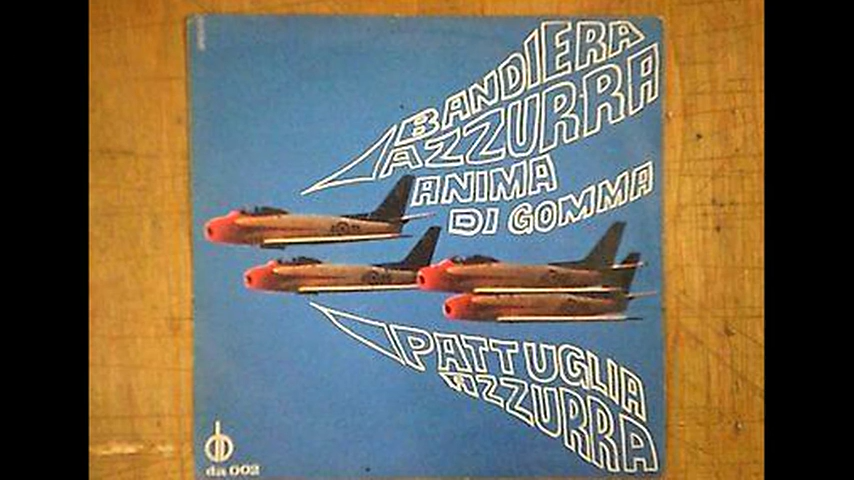 BANDIERA
AZZURRA
ANIMA
DI GOMMA
PATTUGLIA
AZZURRA
da 002